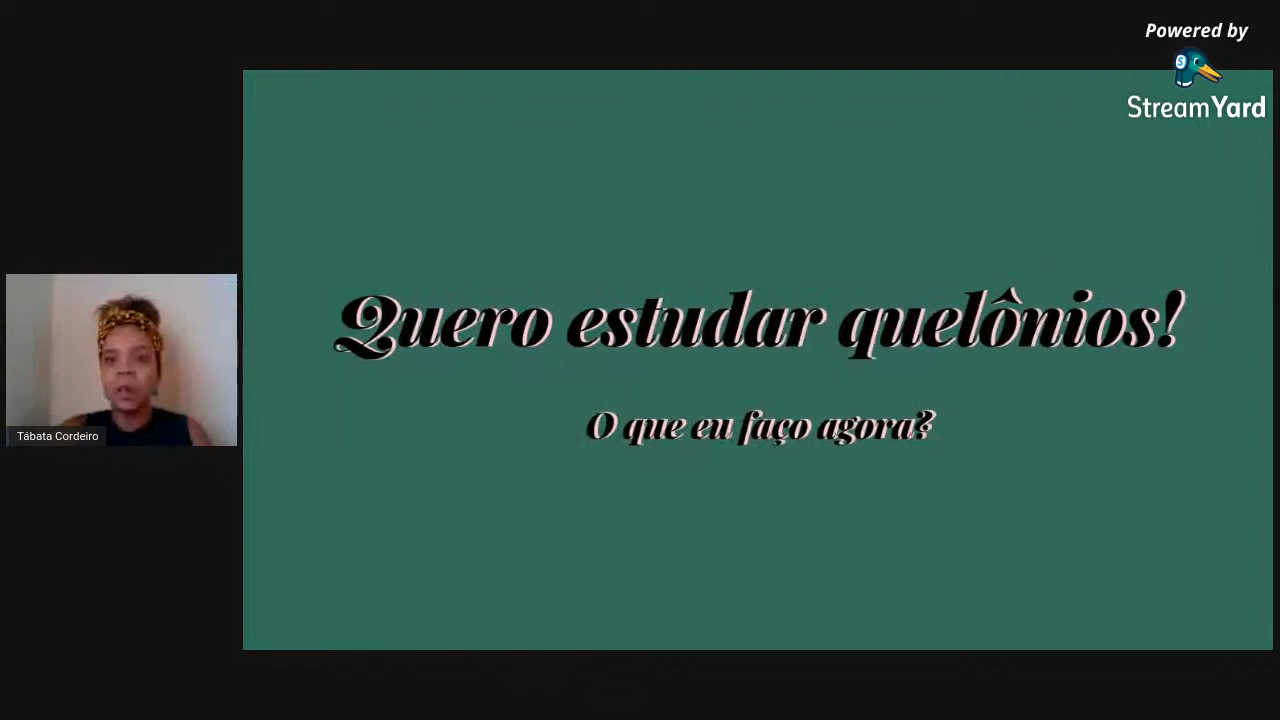 Powered by
StreamYard
Quero estudar quelônios!
O que eu faço agora?
Tábata Cordeiro